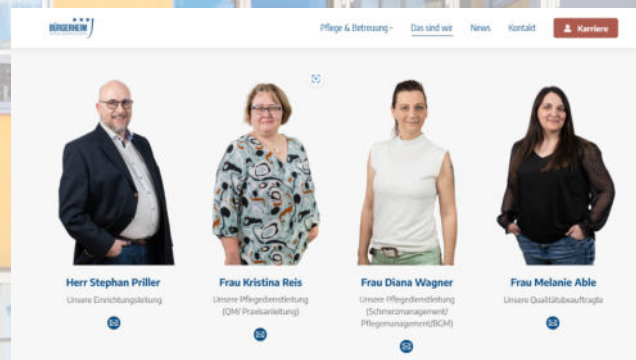 BÜRGERHEIM
Pflege & Betreuung
Das sind wir
News
Kontakt
Karriere
Herr Stephan Priller
Unsere Einrichtungsleitung
Frau Kristina Reis
Unsere Pflegedienstleitung
(QM/ Praxisanleitung)
Frau Diana Wagner
Unsere Pflegedienstleitung
(Schmerzmanagement/
Pflegemanagement/BGM)
Frau Melanie Able
Unsere Qualitätsbeauftragte